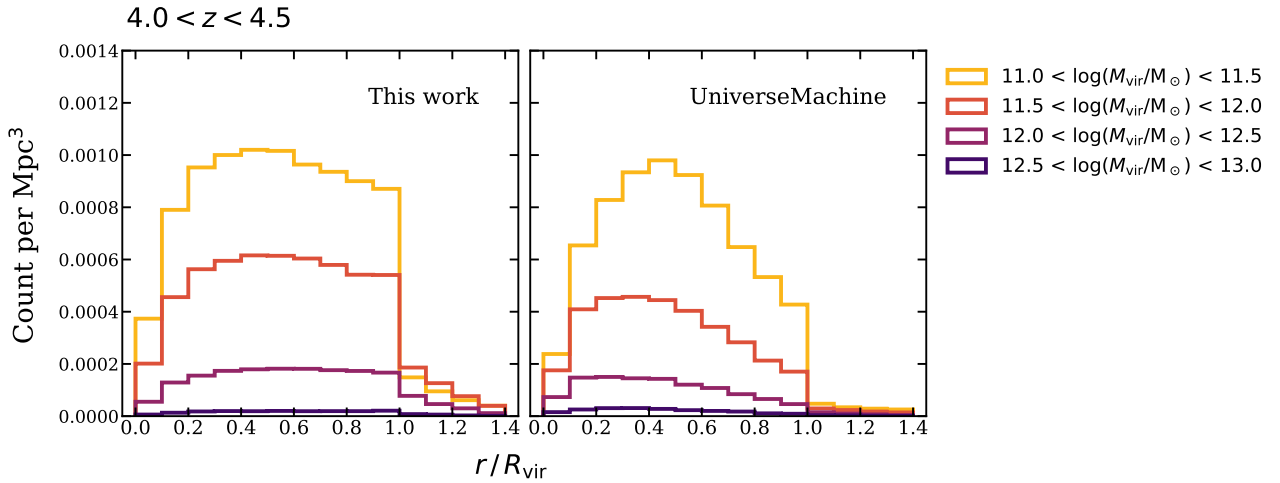 4.0 < z < 4.5
0.0014
0.0012
0.0010
0.0008
0.0006
0.0004
0.0002
0.0000
Count per Mpc³
This work
UniverseMachine
0.0 0.2 0.4 0.6 0.8 1.0 1.2 1.4
0.0 0.2 0.4 0.6 0.8 1.0 1.2 1.4
r / R_vir
11.0 < log(M_vir/M_⊙) < 11.5
11.5 < log(M_vir/M_⊙) < 12.0
12.0 < log(M_vir/M_⊙) < 12.5
12.5 < log(M_vir/M_⊙) < 13.0